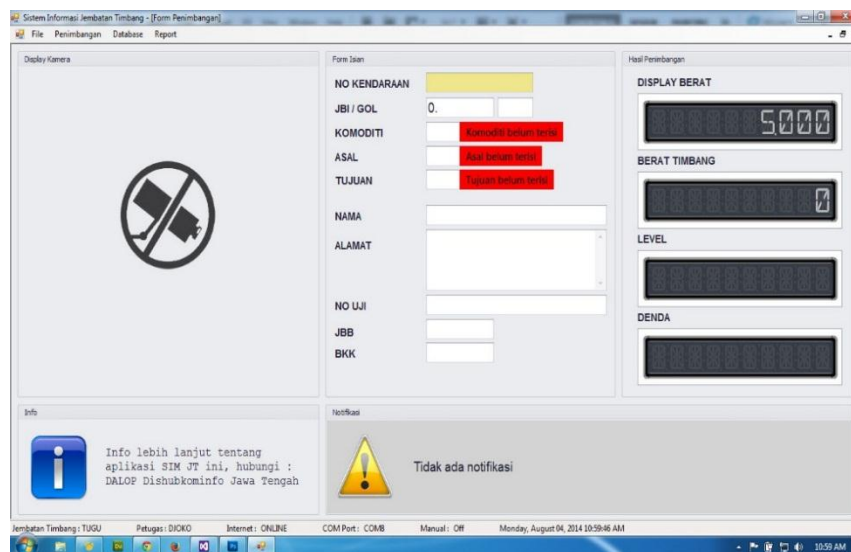 Sistem Informasi Jembatan Timbang - [Form Penimbangan]
File Penimbangan Database Report
Display Kamera
Form Isian
NO KENDARAAN
JBI / GOL 0.
KOMODITI Komoditi belum terisi
ASAL Asal belum terisi
TUJUAN Tujuan belum terisi
NAMA
ALAMAT
NO UJI
JBB
BKK
Hasil Penimbangan
DISPLAY BERAT
5.000
BERAT TIMBANG
0
LEVEL
DENDA
Info
Info lebih lanjut tentang
aplikasi SIM JT ini, hubungi :
DALOP Dishubkominfo Jawa Tengah
Notifikasi
Tidak ada notifikasi
Jembatan Timbang : TUGU Petugas : DJOKO Internet : ONLINE COM Port : COM8 Manual : Off Monday, August 04, 2014 10:59:46 AM
10:59 AM